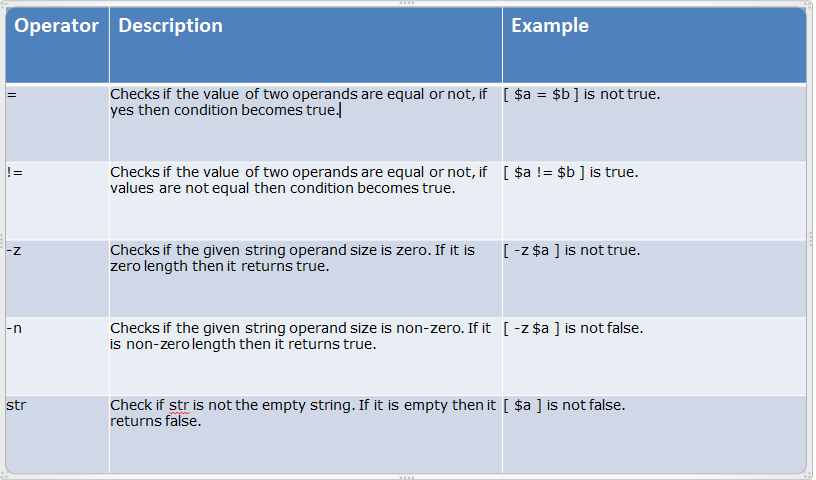 Operator Description Example
= Checks if the value of two operands are equal or not, if [ $a = $b ] is not true.
yes then condition becomes true.
!= Checks if the value of two operands are equal or not, if [ $a != $b ] is true.
values are not equal then condition becomes true.
-z Checks if the given string operand size is zero. If it is [ -z $a ] is not true.
zero length then it returns true.
-n Checks if the given string operand size is non-zero. If it [ -z $a ] is not false.
is non-zero length then it returns true.
str Check if str is not the empty string. If it is empty then it [ $a ] is not false.
returns false.